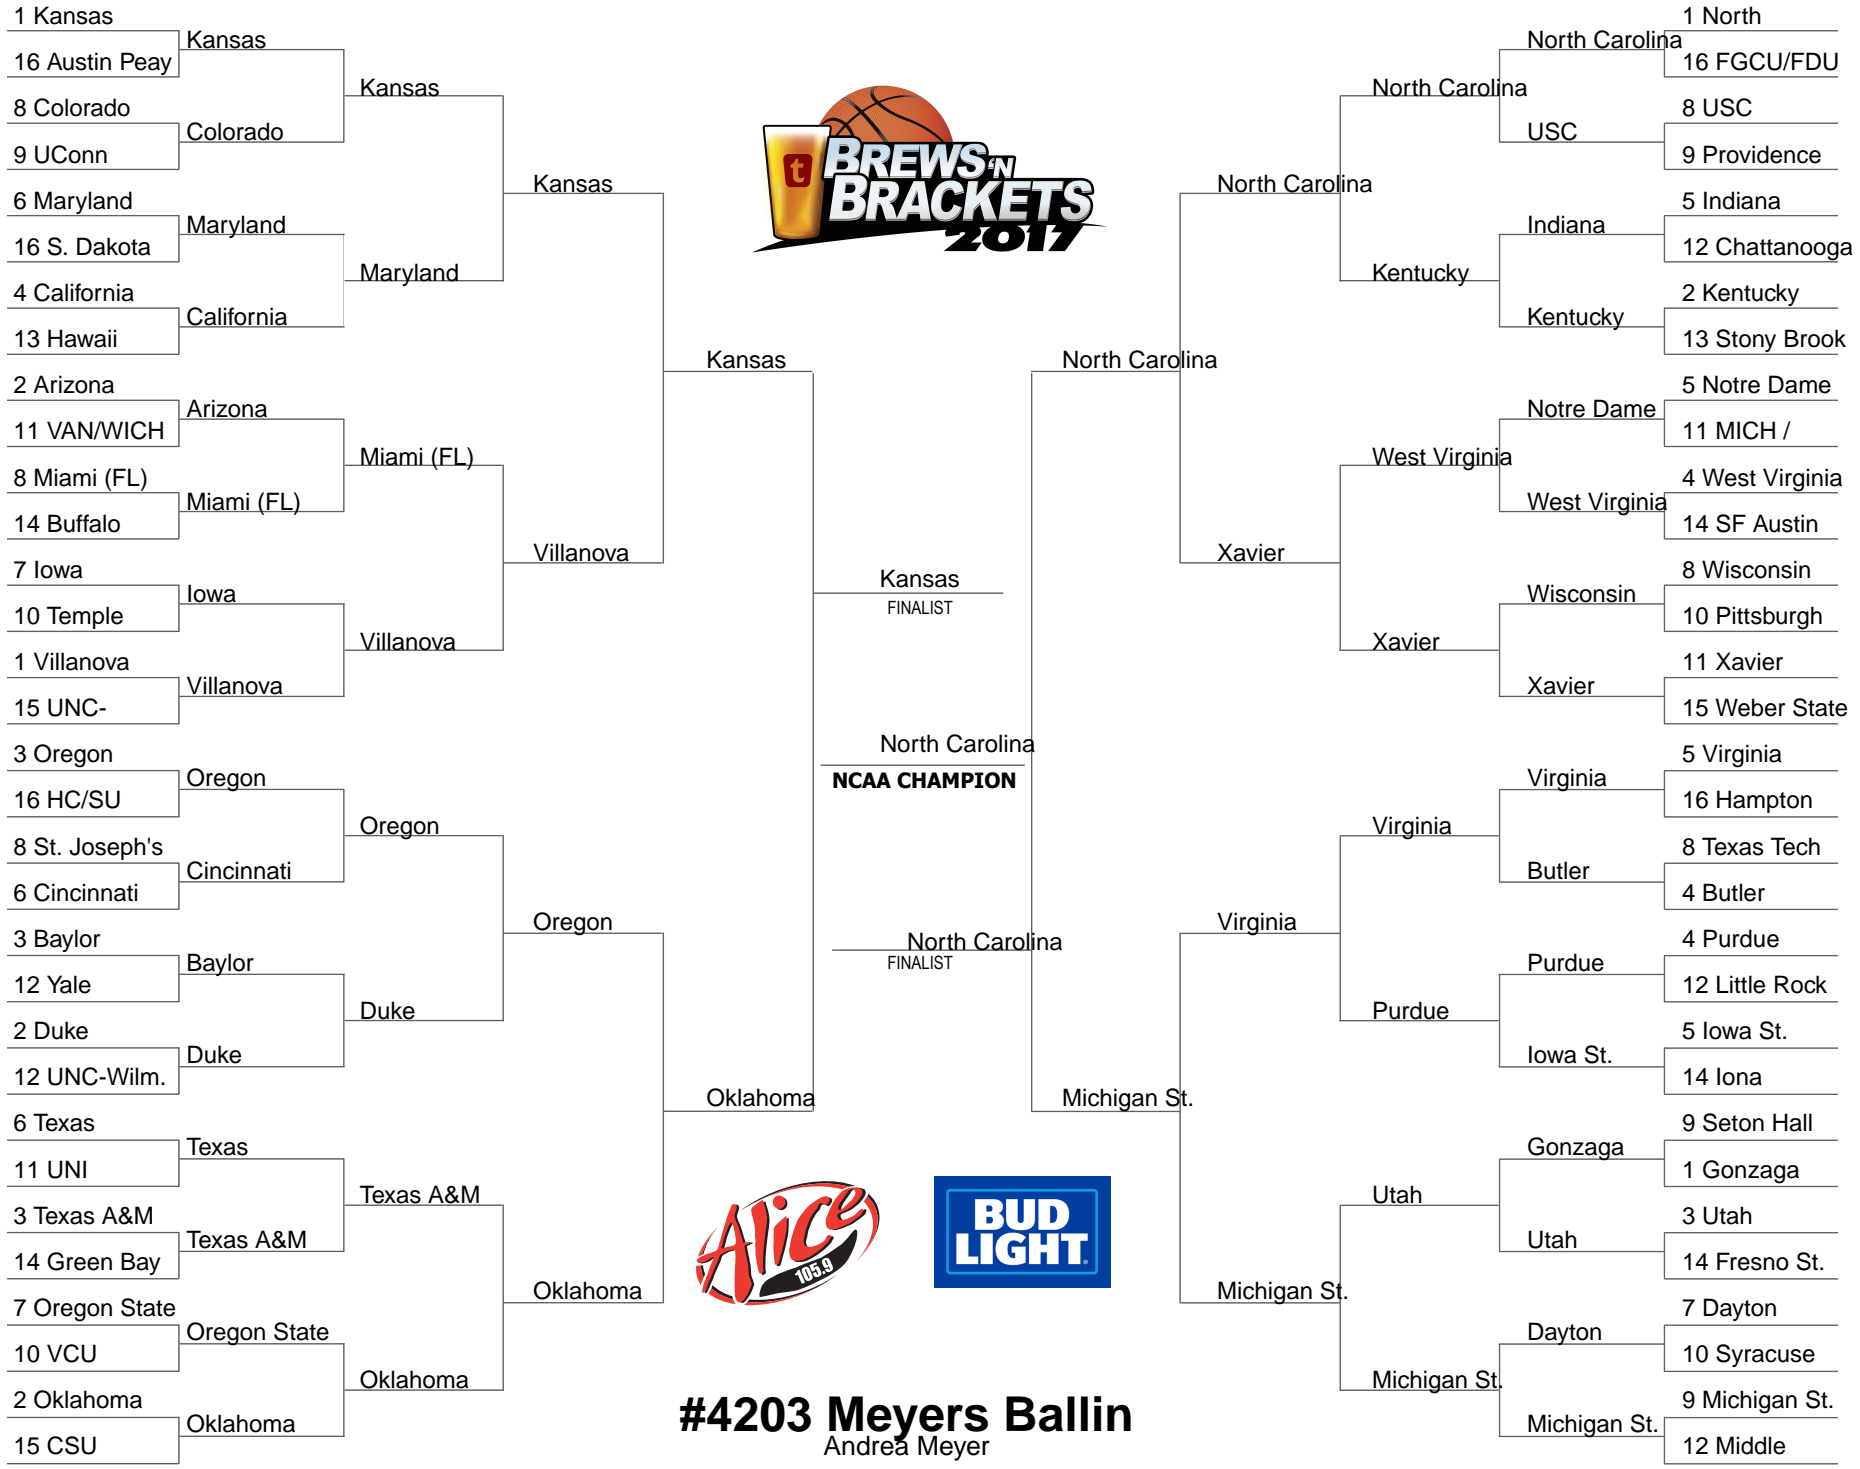 1 Kansas
16 Austin Peay
8 Colorado
9 UConn
6 Maryland
16 S. Dakota
4 California
13 Hawaii
2 Arizona
11 VAN/WICH
8 Miami (FL)
14 Buffalo
7 Iowa
10 Temple
1 Villanova
15 UNC-
3 Oregon
16 HC/SU
8 St. Joseph's
6 Cincinnati
3 Baylor
12 Yale
2 Duke
12 UNC-Wilm.
6 Texas
11 UNI
3 Texas A&M
14 Green Bay
7 Oregon State
10 VCU
2 Oklahoma
15 CSU
Kansas
Colorado
Maryland
California
Arizona
Miami (FL)
Iowa
Villanova
Oregon
Cincinnati
Baylor
Duke
Texas
Texas A&M
Oregon State
Oklahoma
Kansas
Maryland
Miami (FL)
Villanova
Oregon
Duke
Texas A&M
Oklahoma
Kansas
Villanova
Oregon
Oklahoma
Kansas
Oklahoma
t
BREWS 'N
BRACKETS
2017
Kansas
FINALIST
North Carolina
NCAA CHAMPION
North Carolina
FINALIST
Alice
105.9
BUD
LIGHT
#4203 Meyers Ballin
Andrea Meyer
North Carolina
Michigan St.
North Carolina
Xavier
Virginia
Michigan St.
North Carolina
Kentucky
West Virginia
Xavier
Virginia
Purdue
Utah
Michigan St.
North Carolina
USC
Indiana
Kentucky
Notre Dame
West Virginia
Wisconsin
Xavier
Virginia
Butler
Purdue
Iowa St.
Gonzaga
Utah
Dayton
Michigan St.
1 North
16 FGCU/FDU
8 USC
9 Providence
5 Indiana
12 Chattanooga
2 Kentucky
13 Stony Brook
5 Notre Dame
11 MICH /
4 West Virginia
14 SF Austin
8 Wisconsin
10 Pittsburgh
11 Xavier
15 Weber State
5 Virginia
16 Hampton
8 Texas Tech
4 Butler
4 Purdue
12 Little Rock
5 Iowa St.
14 Iona
9 Seton Hall
1 Gonzaga
3 Utah
14 Fresno St.
7 Dayton
10 Syracuse
9 Michigan St.
12 Middle